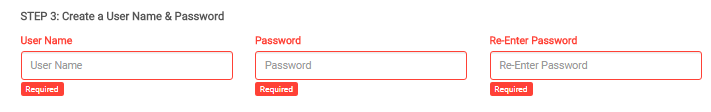 STEP 3: Create a User Name & Password
User Name Password Re-Enter Password
User Name Password Re-Enter Password
Required Required Required